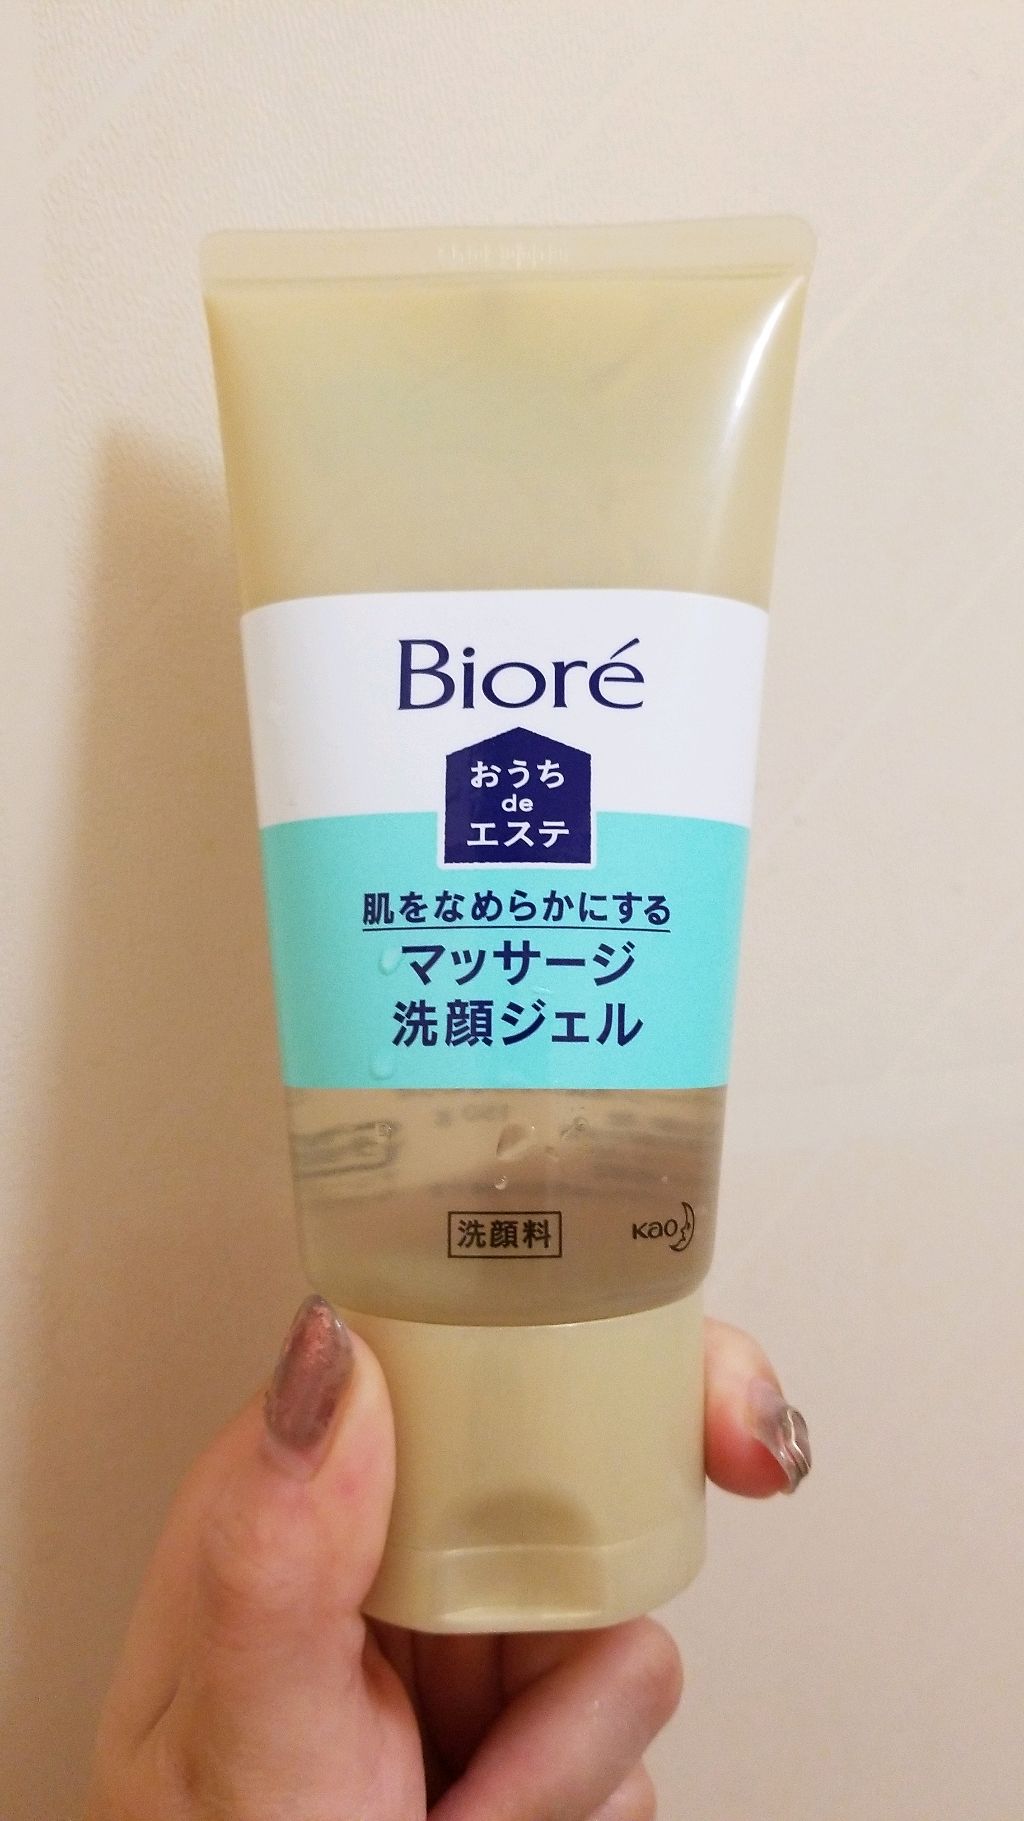 Bioré
おうち
de
エステ
肌をなめらかにする
マッサージ
洗顔ジェル
洗顔料
Kao